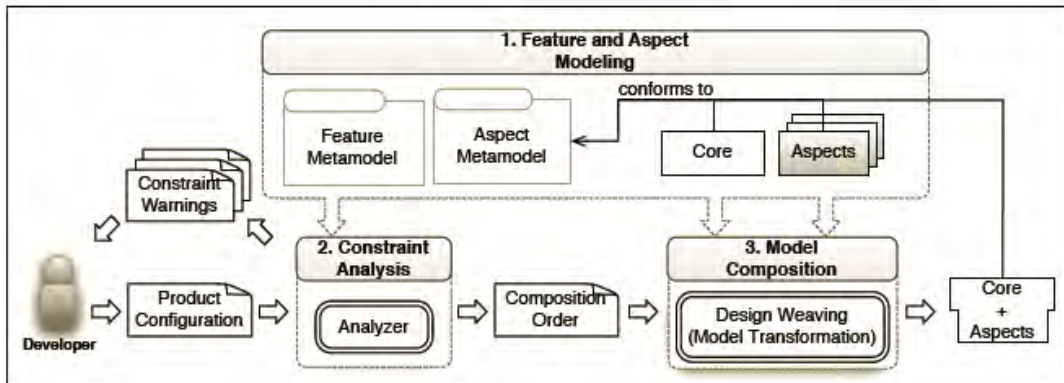 1. Feature and Aspect
Modeling
conforms to
Feature
Metamodel
Aspect
Metamodel
Core
Aspects
Constraint
Warnings
2. Constraint
Analysis
3. Model
Composition
Developer
Product
Configuration
Analyzer
Composition
Order
Design Weaving
(Model Transformation)
Core
+
Aspects